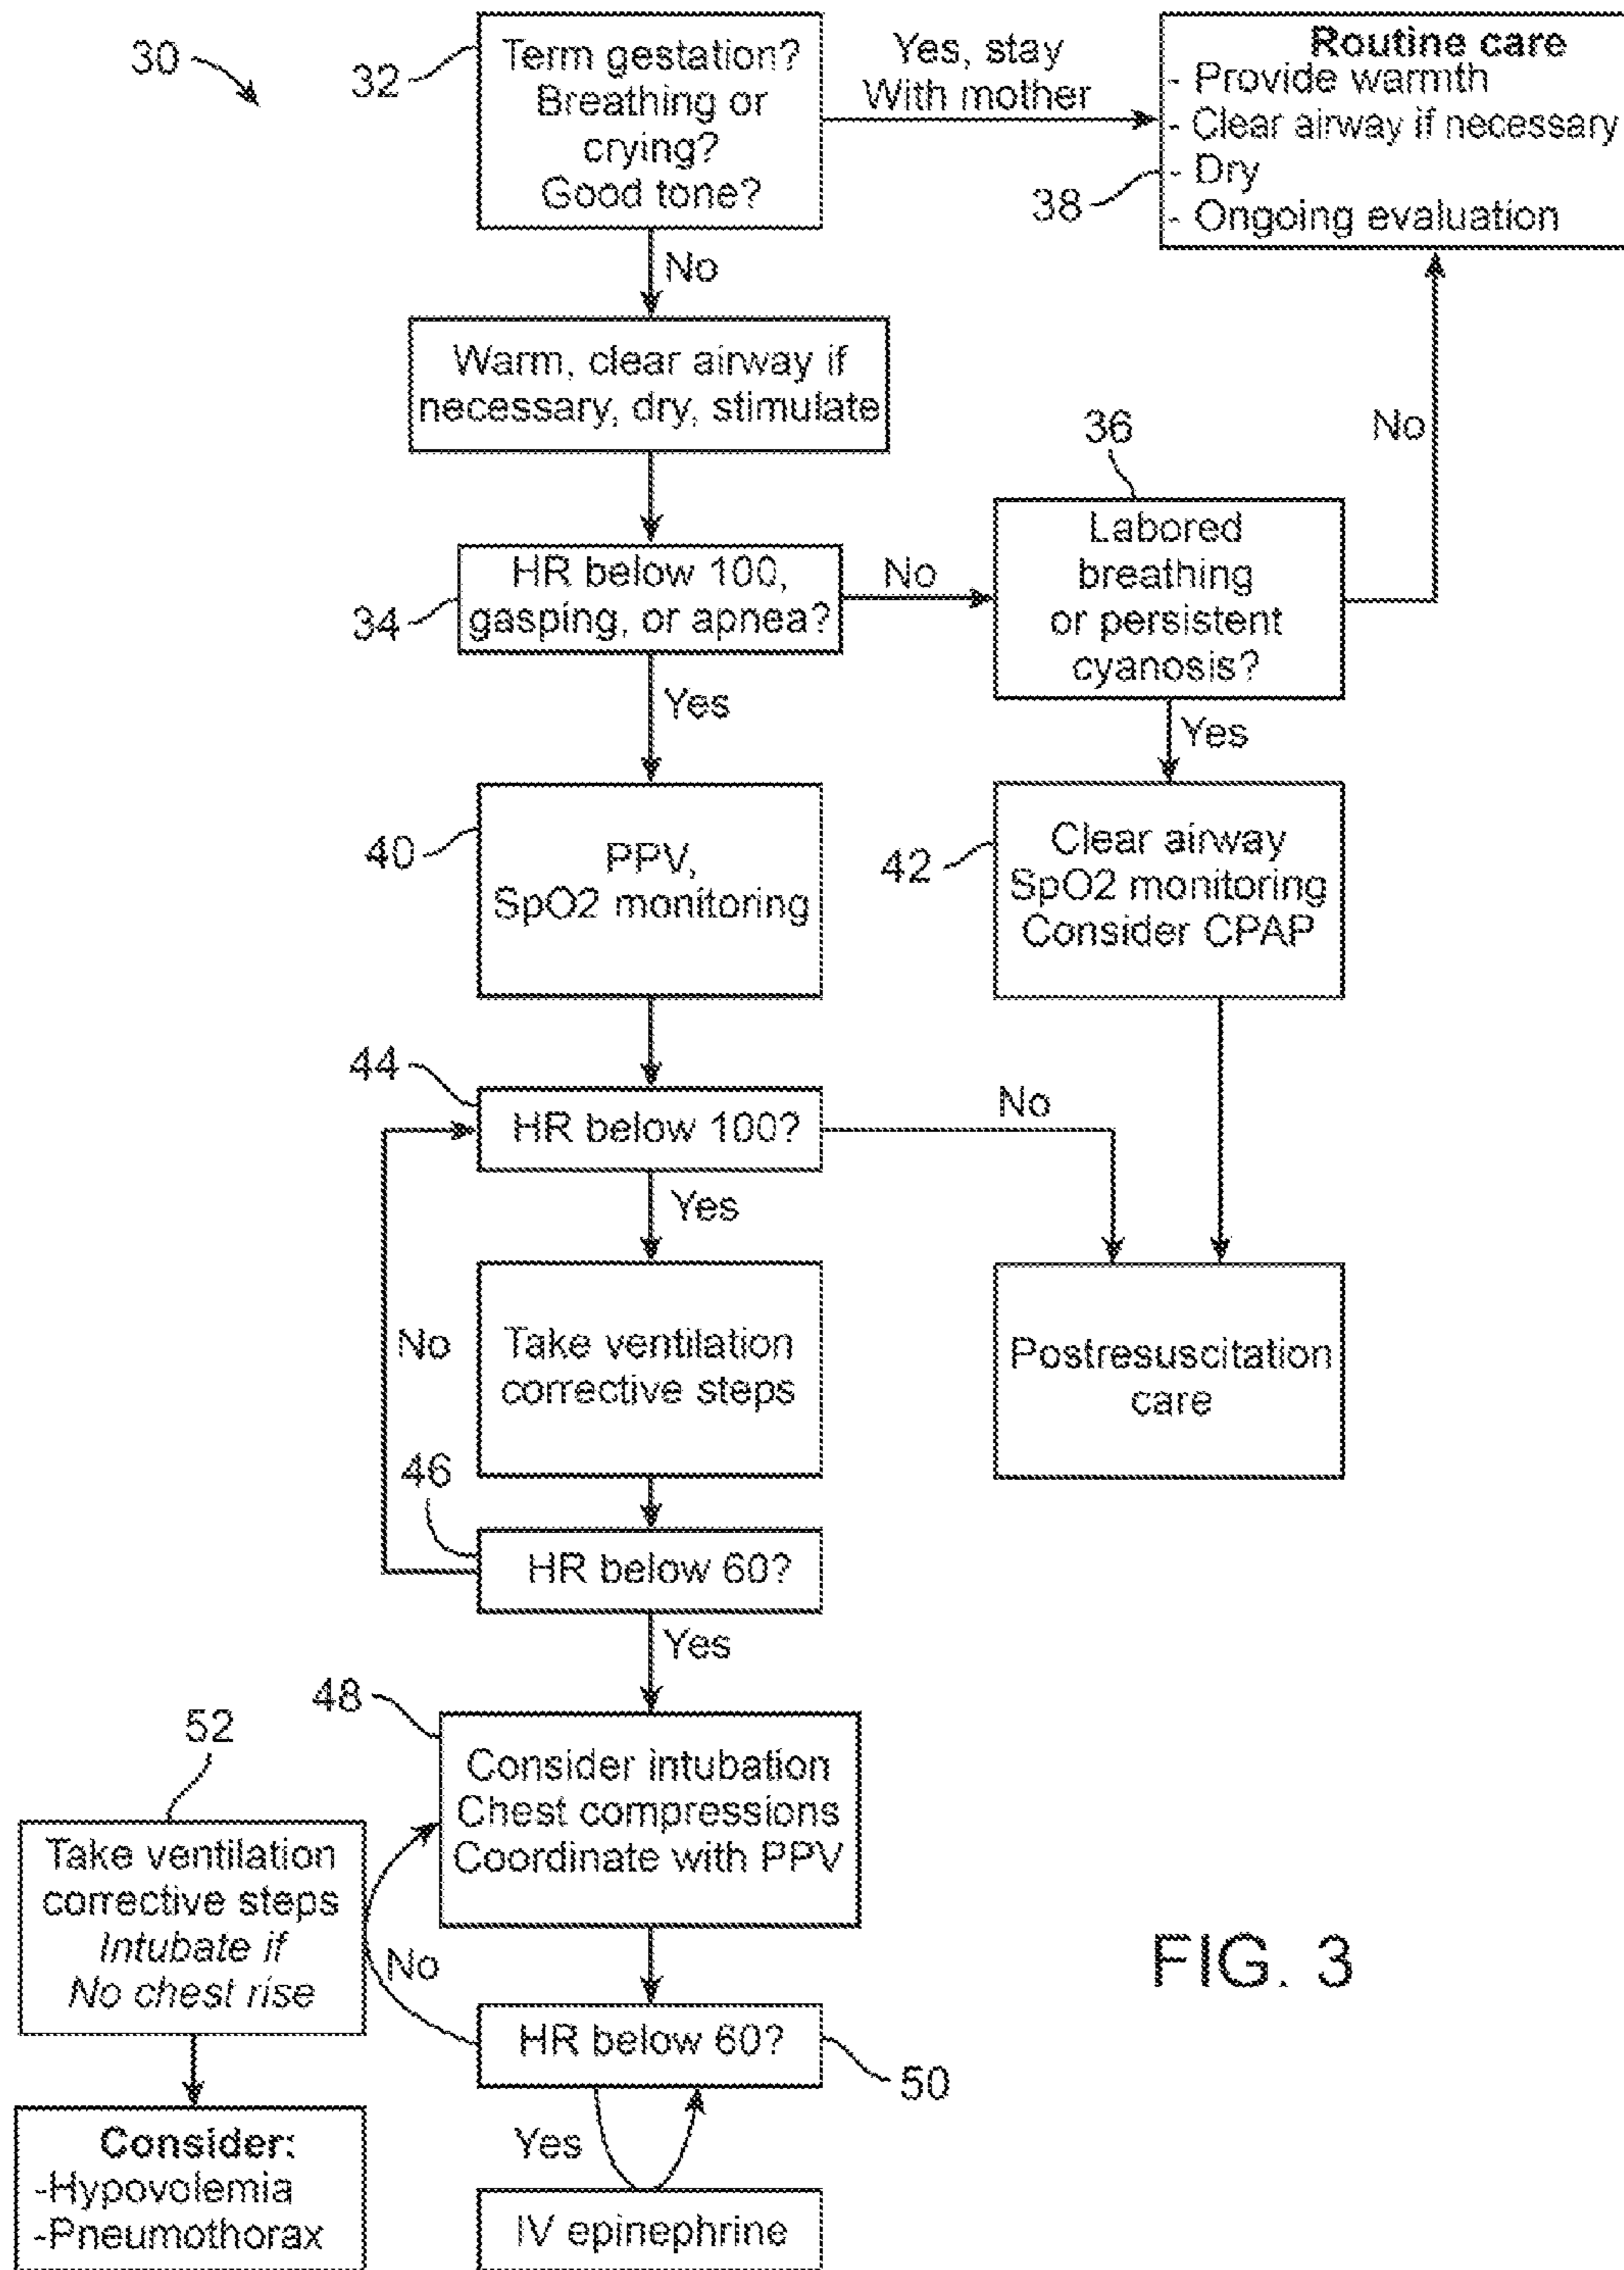 30
32
Term gestation?
Breathing or
crying?
Good tone?
Yes, stay
With mother
Routine care
- Provide warmth
- Clear airway if necessary
- Dry
- Ongoing evaluation
38
No
Warm, clear airway if
necessary, dry, stimulate
34
HR below 100,
gasping, or apnea?
No
36
Labored
breathing
or persistent
cyanosis?
No
Yes
Yes
40
PPV,
SpO2 monitoring
42
Clear airway
SpO2 monitoring
Consider CPAP
44
HR below 100?
No
Yes
No
Take ventilation
corrective steps
Postresuscitation
care
46
HR below 60?
Yes
48
Consider intubation
Chest compressions
Coordinate with PPV
52
Take ventilation
corrective steps
Intubate if
No chest rise
No
HR below 60?
50
Yes
IV epinephrine
Consider:
-Hypovolemia
-Pneumothorax
FIG. 3